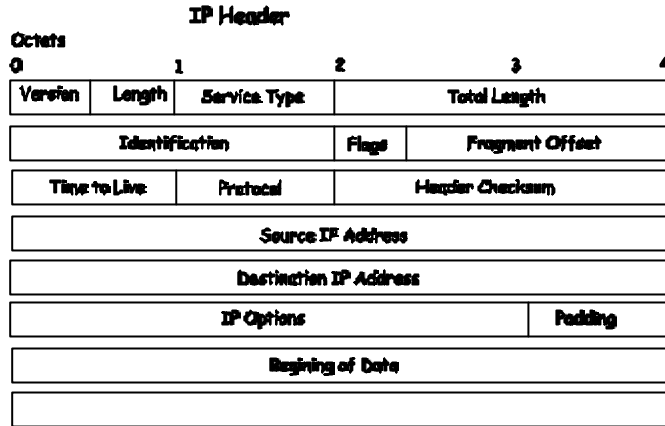 IP Header
Octets
0 1 2 3 4
Version Length Service Type Total Length
Identification Flags Fragment Offset
Time to Live Protocol Header Checksum
Source IP Address
Destination IP Address
IP Options Padding
Begining of Data